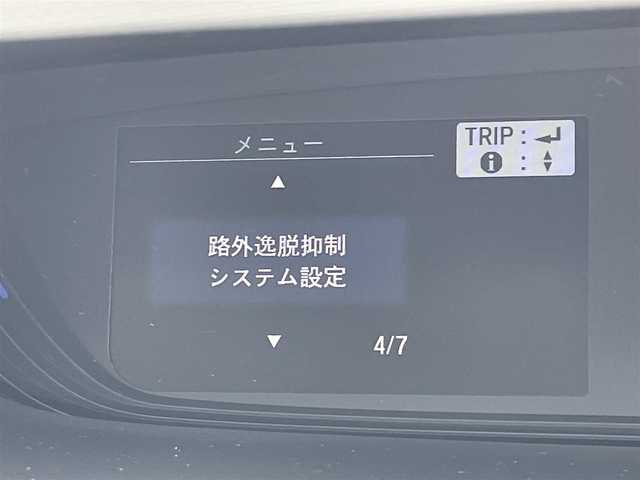 メニュー
TRIP :
:
路外逸脱抑制
システム設定
4/7